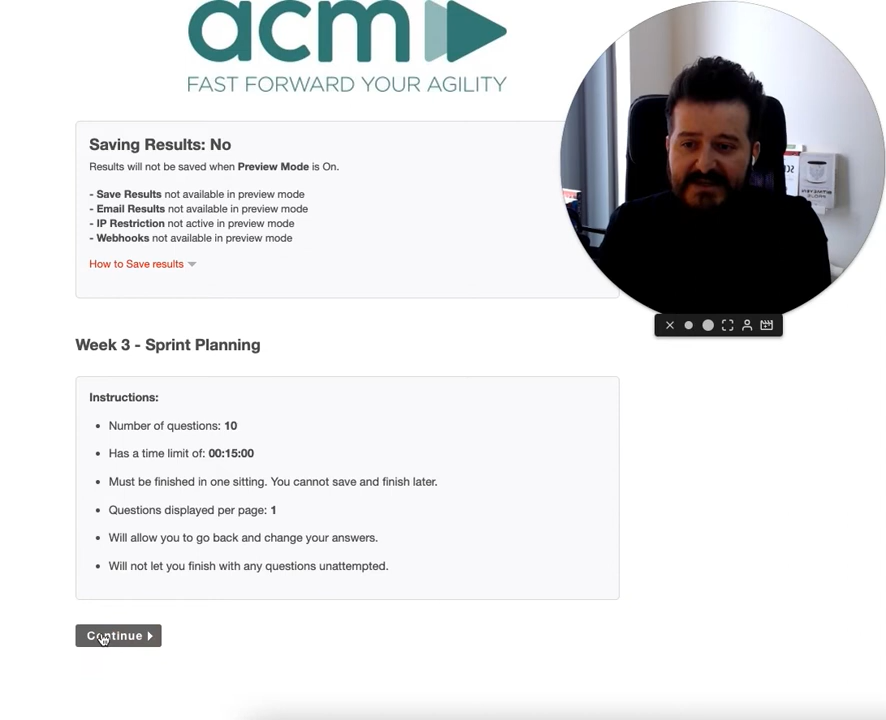 acm
FAST FORWARD YOUR AGILITY
Saving Results: No
Results will not be saved when Preview Mode is On.
- Save Results not available in preview mode
- Email Results not available in preview mode
- IP Restriction not active in preview mode
- Webhooks not available in preview mode
How to Save results
Week 3 - Sprint Planning
Instructions:
• Number of questions: 10
• Has a time limit of: 00:15:00
• Must be finished in one sitting. You cannot save and finish later.
• Questions displayed per page: 1
• Will allow you to go back and change your answers.
• Will not let you finish with any questions unattempted.
Continue